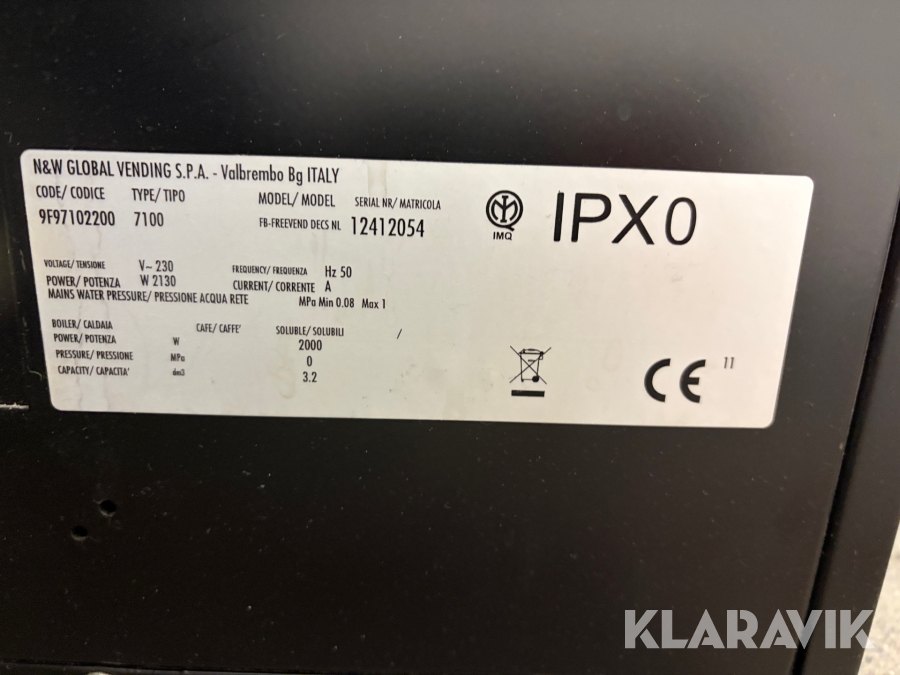 N&W GLOBAL VENDING S.P.A. - Valbrembo Bg ITALY
CODE/ CODICE TYPE/ TIPO MODEL/ MODEL SERIAL NR/ MATRICOLA
9F97102200 7100 FB-FREEVEND DECS NL 12412054
IMQ
IPX0
VOLTAGE/ TENSIONE V~ 230 FREQUENCY/ FREQUENZA Hz 50
POWER/ POTENZA W 2130 CURRENT/ CORRENTE A
MAINS WATER PRESSURE/ PRESSIONE ACQUA RETE MPa Min 0.08 Max 1
BOILER/ CALDAIA CAFE/ CAFFE' SOLUBLE/ SOLUBILI /
POWER/ POTENZA W 2000
PRESSURE/ PRESSIONE MPa 0
CAPACITY/ CAPACITA' dm3 3.2
CE 11
KLARAVIK